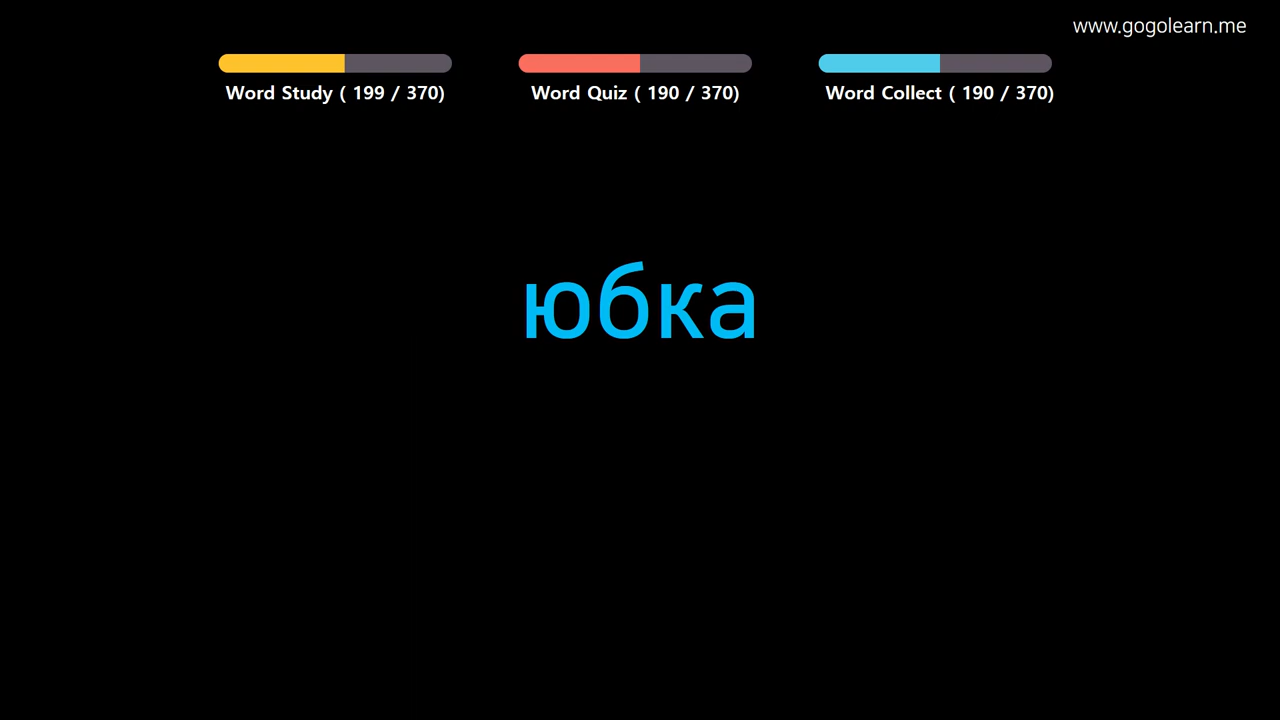 www.gogolearn.me
Word Study ( 199 / 370)
Word Quiz ( 190 / 370)
Word Collect ( 190 / 370)
юбка